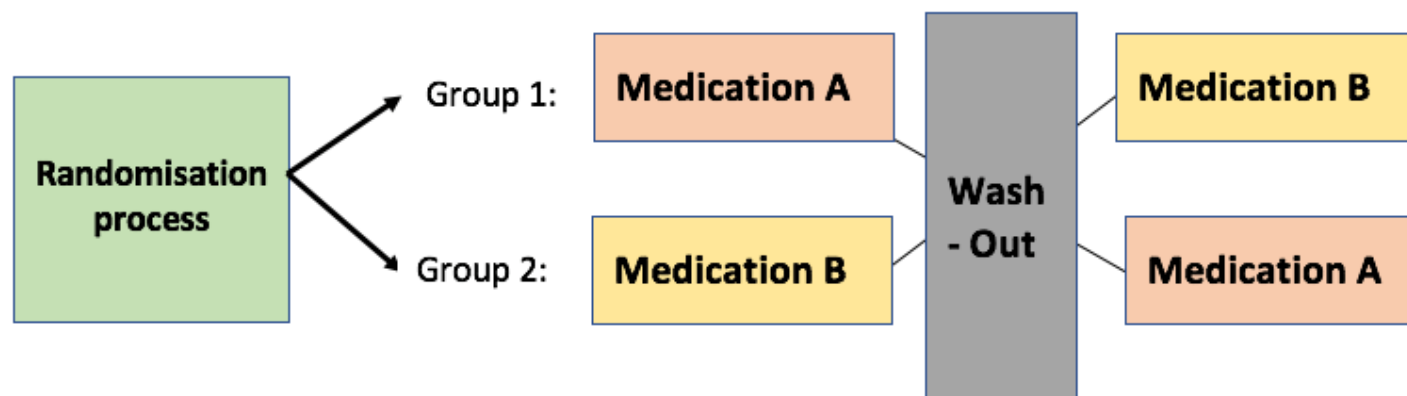 Randomisation
process
Group 1:
Medication A
Group 2:
Medication B
Wash
- Out
Medication B
Medication A